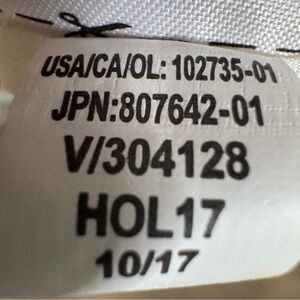 USA/CA/OL: 102735-01
JPN:807642-01
V/304128
HOL17
10/17